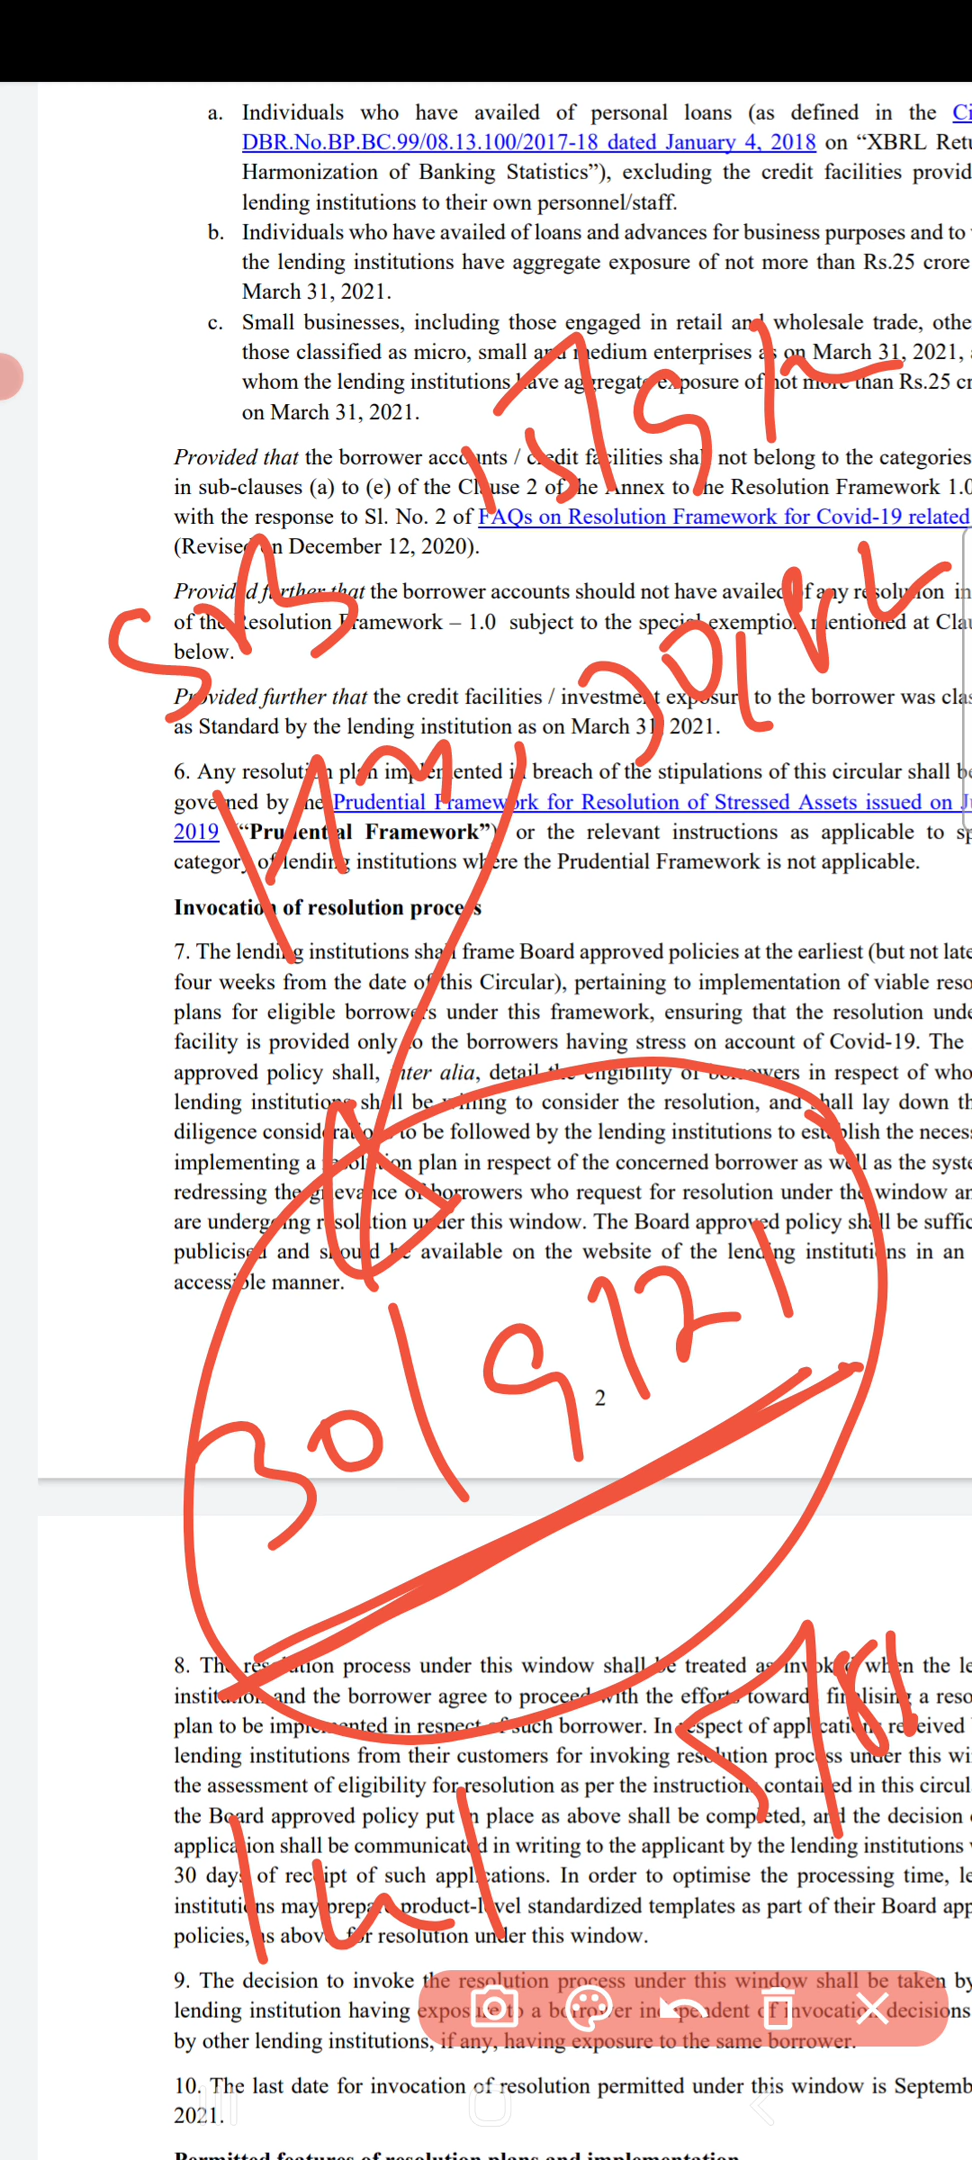 a. Individuals who have availed of personal loans (as defined in the
DBR.No.BP.BC.99/08.13.100/2017-18 dated January 4, 2018 on “XBRL
Harmonization of Banking Statistics”), excluding the credit facilities
lending institutions to their own personnel/staff.
b. Individuals who have availed of loans and advances for business purposes and to
the lending institutions have aggregate exposure of not more than Rs.25 crore
March 31, 2021.
c. Small businesses, including those engaged in retail and wholesale trade,
those classified as micro, small and medium enterprises as on March 31, 2021,
whom the lending institutions have aggregate exposure of not more than Rs.25
on March 31, 2021.
Provided that the borrower accounts / credit facilities shall not belong to the categories
in sub-clauses (a) to (e) of the Clause 2 of the Annex to the Resolution Framework
with the response to Sl. No. 2 of FAQs on Resolution Framework for Covid-19 related
(Revised on December 12, 2020).
Provided further that the borrower accounts should not have availed of any resolution in
of the Resolution Framework – 1.0 subject to the special exemption mentioned at
below.
Provided further that the credit facilities / investment exposure to the borrower was
as Standard by the lending institution as on March 31, 2021.
6. Any resolution plan implemented in breach of the stipulations of this circular shall
governed by the Prudential Framework for Resolution of Stressed Assets issued on
2019 (“Prudential Framework”) or the relevant instructions as applicable to
category of lending institutions where the Prudential Framework is not applicable.
Invocation of resolution process
7. The lending institutions shall frame Board approved policies at the earliest (but not
four weeks from the date of this Circular), pertaining to implementation of viable
plans for eligible borrowers under this framework, ensuring that the resolution
facility is provided only to the borrowers having stress on account of Covid-19. The
approved policy shall, inter alia, detail the eligibility of borrowers in respect of
lending institutions shall be willing to consider the resolution, and shall lay down
diligence considerations to be followed by the lending institutions to establish the
implementing a resolution plan in respect of the concerned borrower as well as the
redressing the grievance of borrowers who request for resolution under the window
are undergoing resolution under this window. The Board approved policy shall be
publicised and should be available on the website of the lending institutions in an
accessible manner.
30/9/21
2
8. The resolution process under this window shall be treated as invoked when the
institution and the borrower agree to proceed with the efforts towards finalising a
plan to be implemented in respect of such borrower. In respect of applications received
lending institutions from their customers for invoking resolution process under this
the assessment of eligibility for resolution as per the instructions contained in this
the Board approved policy put in place as above shall be completed, and the decision
application shall be communicated in writing to the applicant by the lending institutions
30 days of receipt of such applications. In order to optimise the processing time,
institutions may prepare product-level standardized templates as part of their Board
policies, as above, for resolution under this window.
9. The decision to invoke the resolution process under this window shall be taken by
lending institution having exposure to a borrower independent of invocation decisions
by other lending institutions, if any, having exposure to the same borrower.
10. The last date for invocation of resolution permitted under this window is
2021.
Permitted features of resolution plans and implementation